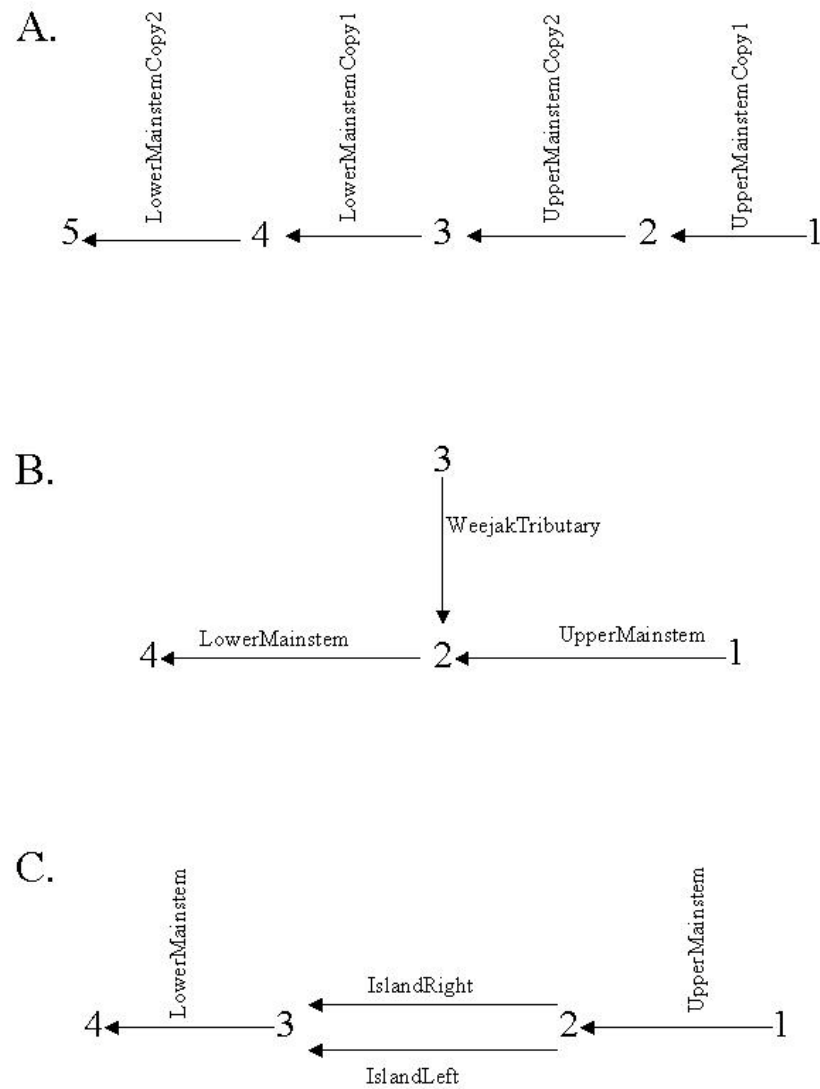 A.
LowerMainstemCopy2
LowerMainstemCopy1
UpperMainstemCopy2
UpperMainstemCopy1
5 4 3 2 1
B.
3
WeejakTributary
LowerMainstem UpperMainstem
4 2 1
C.
LowerMainstem
UpperMainstem
IslandRight
4 3 2 1
IslandLeft